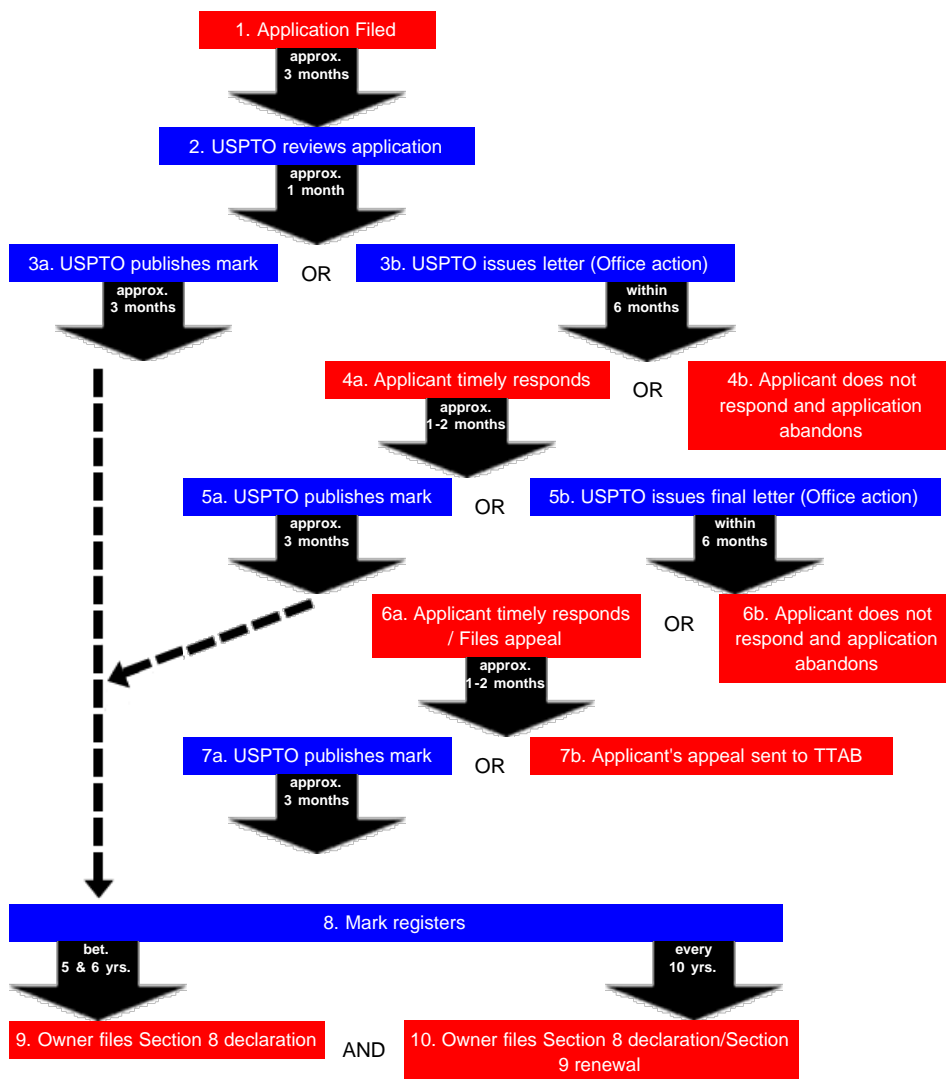 1. Application Filed
approx.
3 months
2. USPTO reviews application
approx.
1 month
3a. USPTO publishes mark
OR
3b. USPTO issues letter (Office action)
approx.
3 months
within
6 months
4a. Applicant timely responds
OR
4b. Applicant does not
respond and application
abandons
approx.
1-2 months
5a. USPTO publishes mark
OR
5b. USPTO issues final letter (Office action)
approx.
3 months
within
6 months
6a. Applicant timely responds
/ Files appeal
OR
6b. Applicant does not
respond and application
abandons
approx.
1-2 months
7a. USPTO publishes mark
OR
7b. Applicant's appeal sent to TTAB
approx.
3 months
8. Mark registers
bet.
5 & 6 yrs.
every
10 yrs.
9. Owner files Section 8 declaration
AND
10. Owner files Section 8 declaration/Section
9 renewal